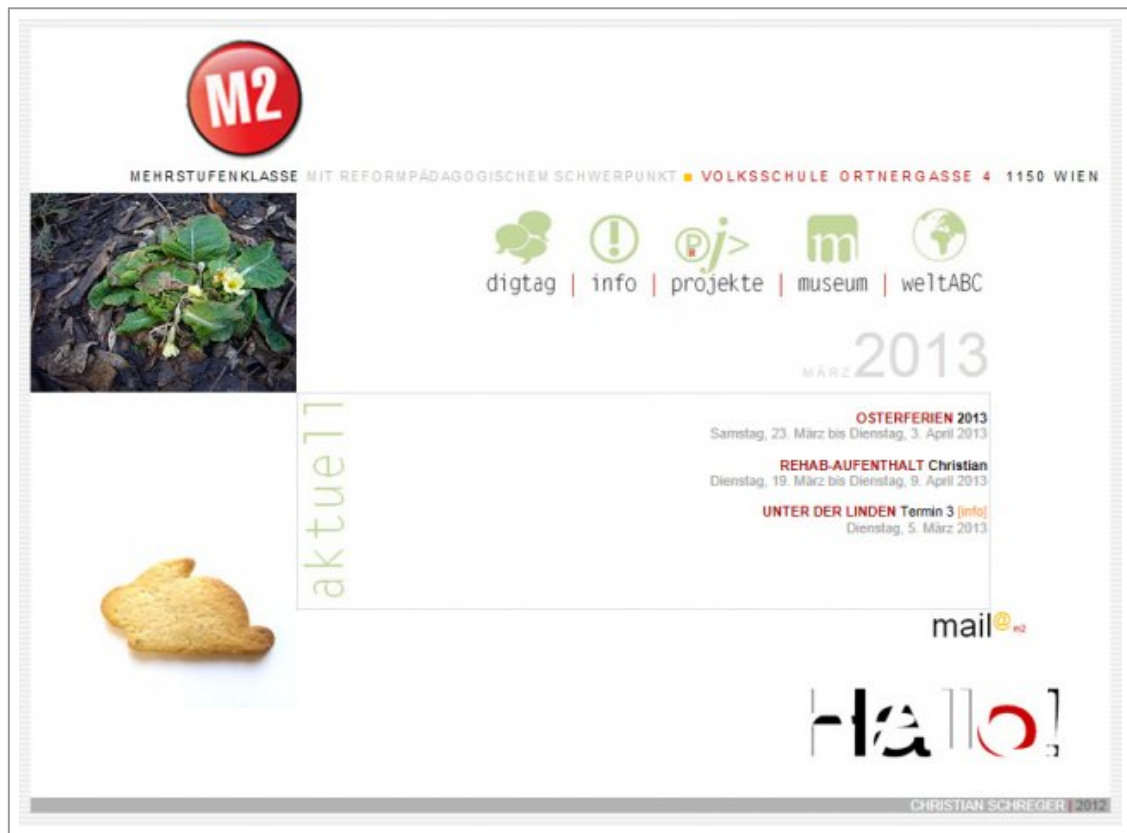 M2
MEHRSTUFENKLASSE MIT REFORMPÄDAGOGISCHEM SCHWERPUNKT ■ VOLKSSCHULE ORTNERGASSE 4 1150 WIEN
digtag | info | projekte | museum | weltABC
MÄRZ 2013
aktuell
OSTERFERIEN 2013
Samstag, 23. März bis Dienstag, 3. April 2013
REHAB-AUFENTHALT Christian
Dienstag, 19. März bis Dienstag, 9. April 2013
UNTER DER LINDEN Termin 3 [info]
Dienstag, 5. März 2013
mail@m2
Hallo!
CHRISTIAN SCHREGER | 2012